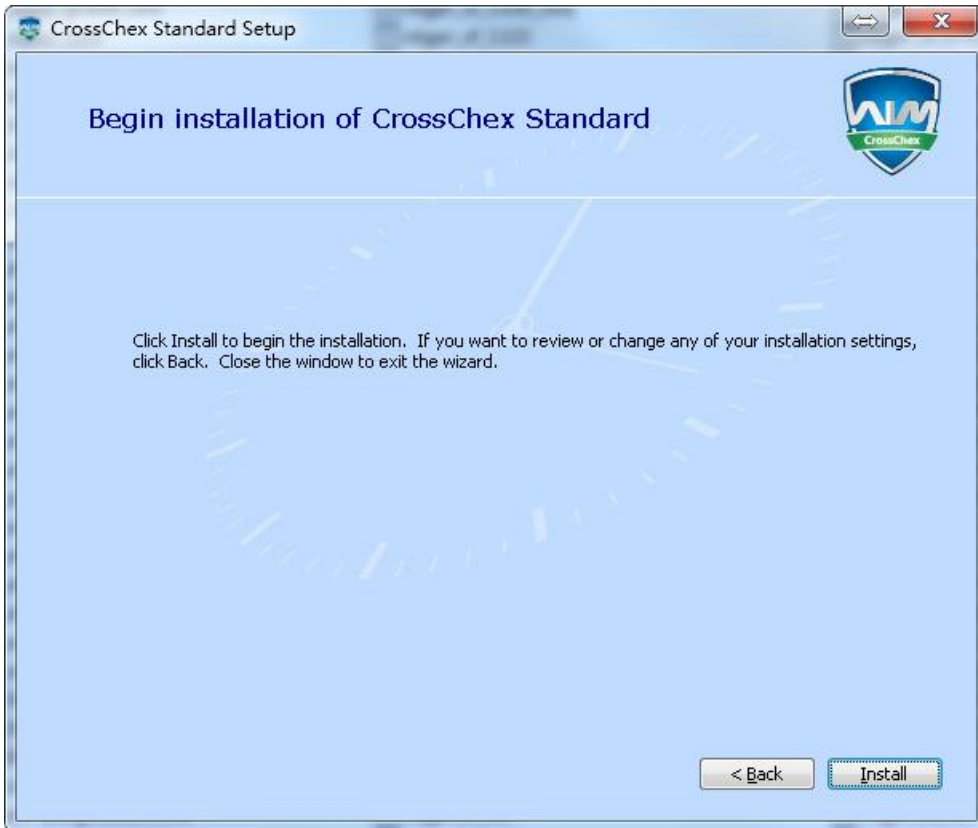 CrossChex Standard Setup
Begin installation of CrossChex Standard
AIM
CrossChex
Click Install to begin the installation.  If you want to review or change any of your installation settings,
click Back.  Close the window to exit the wizard.
< Back
Install